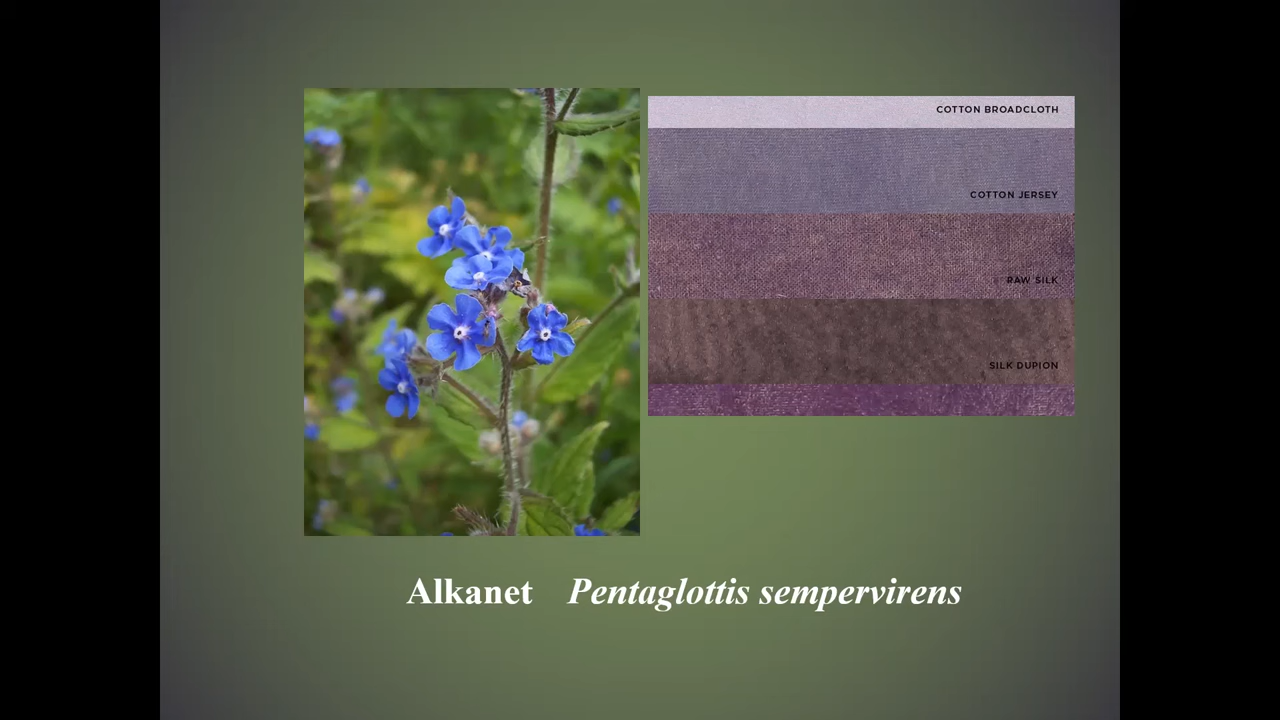 COTTON BROADCLOTH
COTTON JERSEY
RAW SILK
SILK DUPION
Alkanet Pentaglottis sempervirens